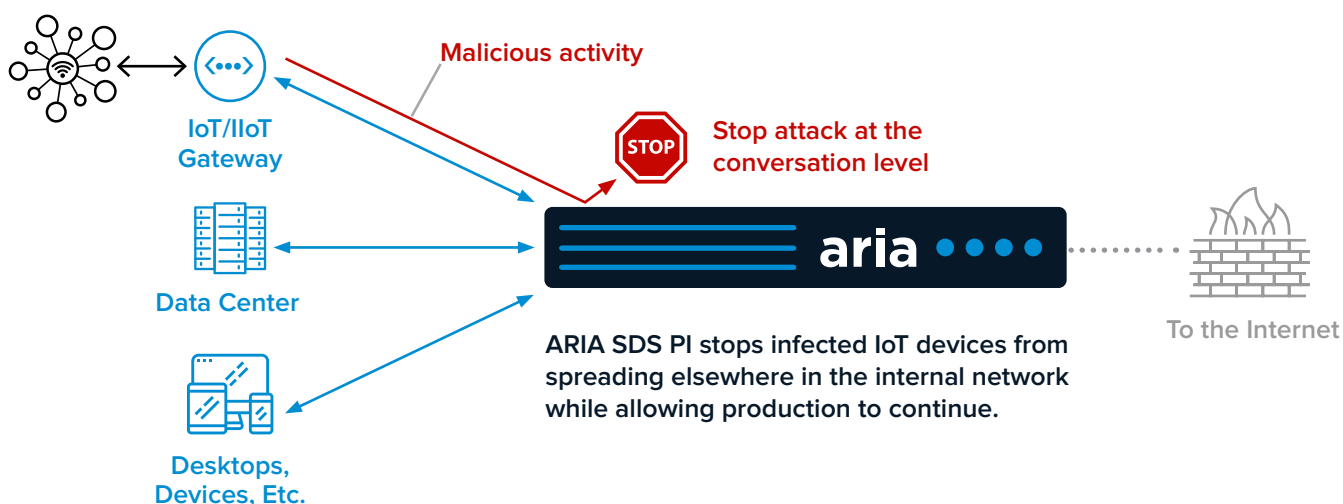 Malicious activity
IoT/IIoT
Gateway
STOP
Stop attack at the
conversation level
Data Center
aria
To the Internet
ARIA SDS PI stops infected IoT devices from
spreading elsewhere in the internal network
while allowing production to continue.
Desktops,
Devices, Etc.